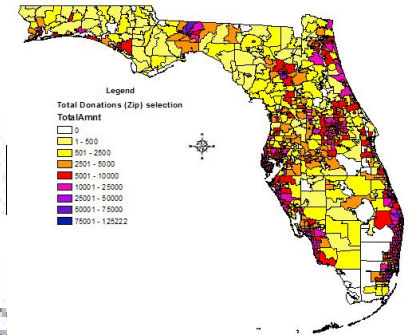 Legend
Total Donations (Zip) selection
TotalAmnt
0
1 - 500
501 - 2500
2501 - 5000
5001 - 10000
10001 - 25000
25001 - 50000
50001 - 75000
75001 - 125222